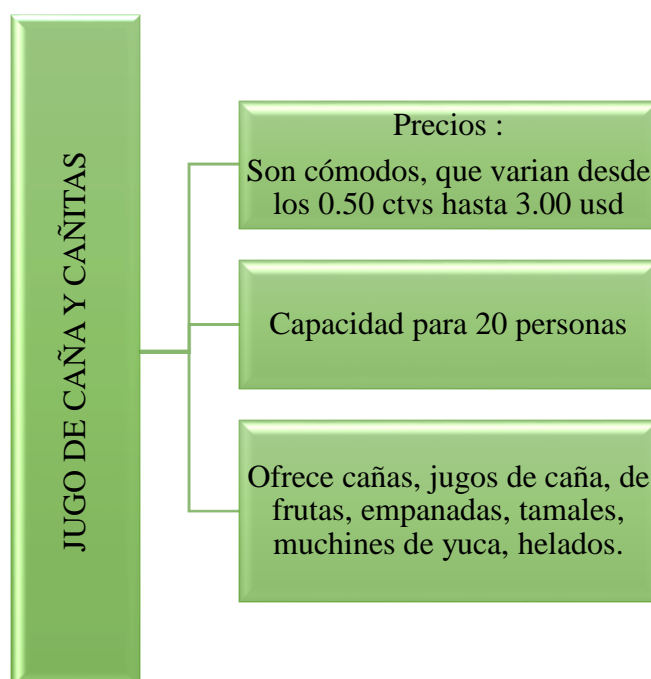 JUGO DE CAÑA Y CAÑITAS
Precios :
Son cómodos, que varian desde
los 0.50 ctvs hasta 3.00 usd
Capacidad para 20 personas
Ofrece cañas, jugos de caña, de
frutas, empanadas, tamales,
muchines de yuca, helados.